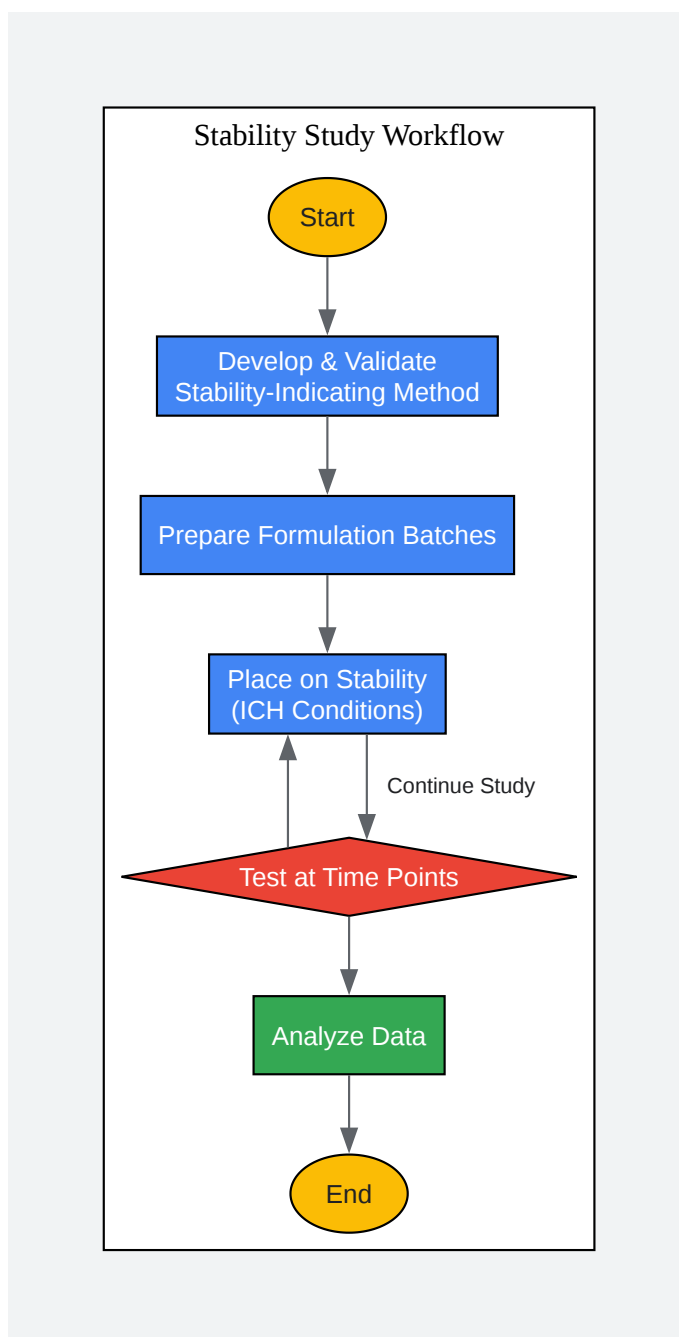 Stability Study Workflow
Start
Develop & Validate
Stability-Indicating Method
Prepare Formulation Batches
Place on Stability
(ICH Conditions)
Continue Study
Test at Time Points
Analyze Data
End